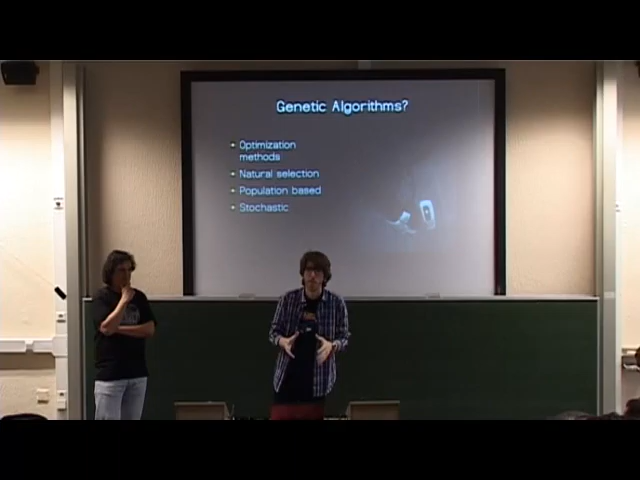 Genetic Algorithms?
Optimization
methods
Natural selection
Population based
Stochastic